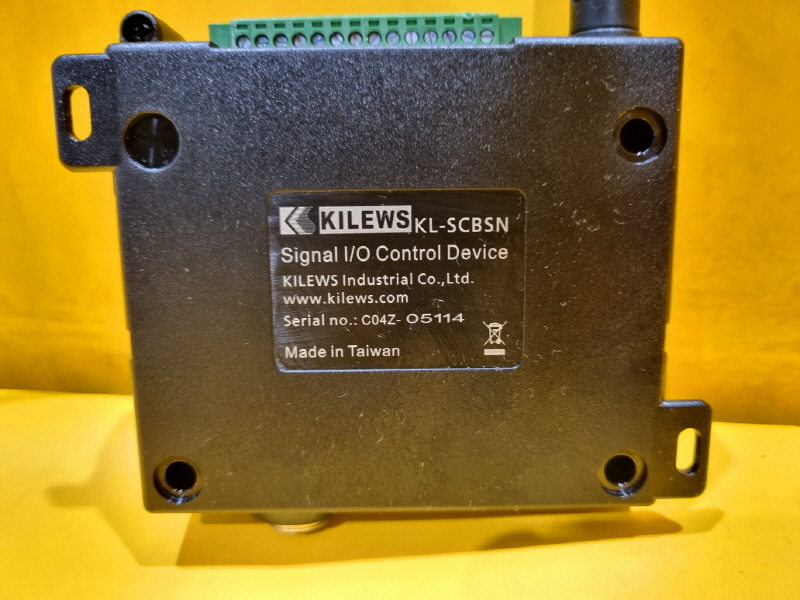 KILEWS KL-SCBSN
Signal I/O Control Device
KILEWS Industrial Co.,Ltd.
www.kilews.com
Serial no.: C04Z- 05114
Made in Taiwan